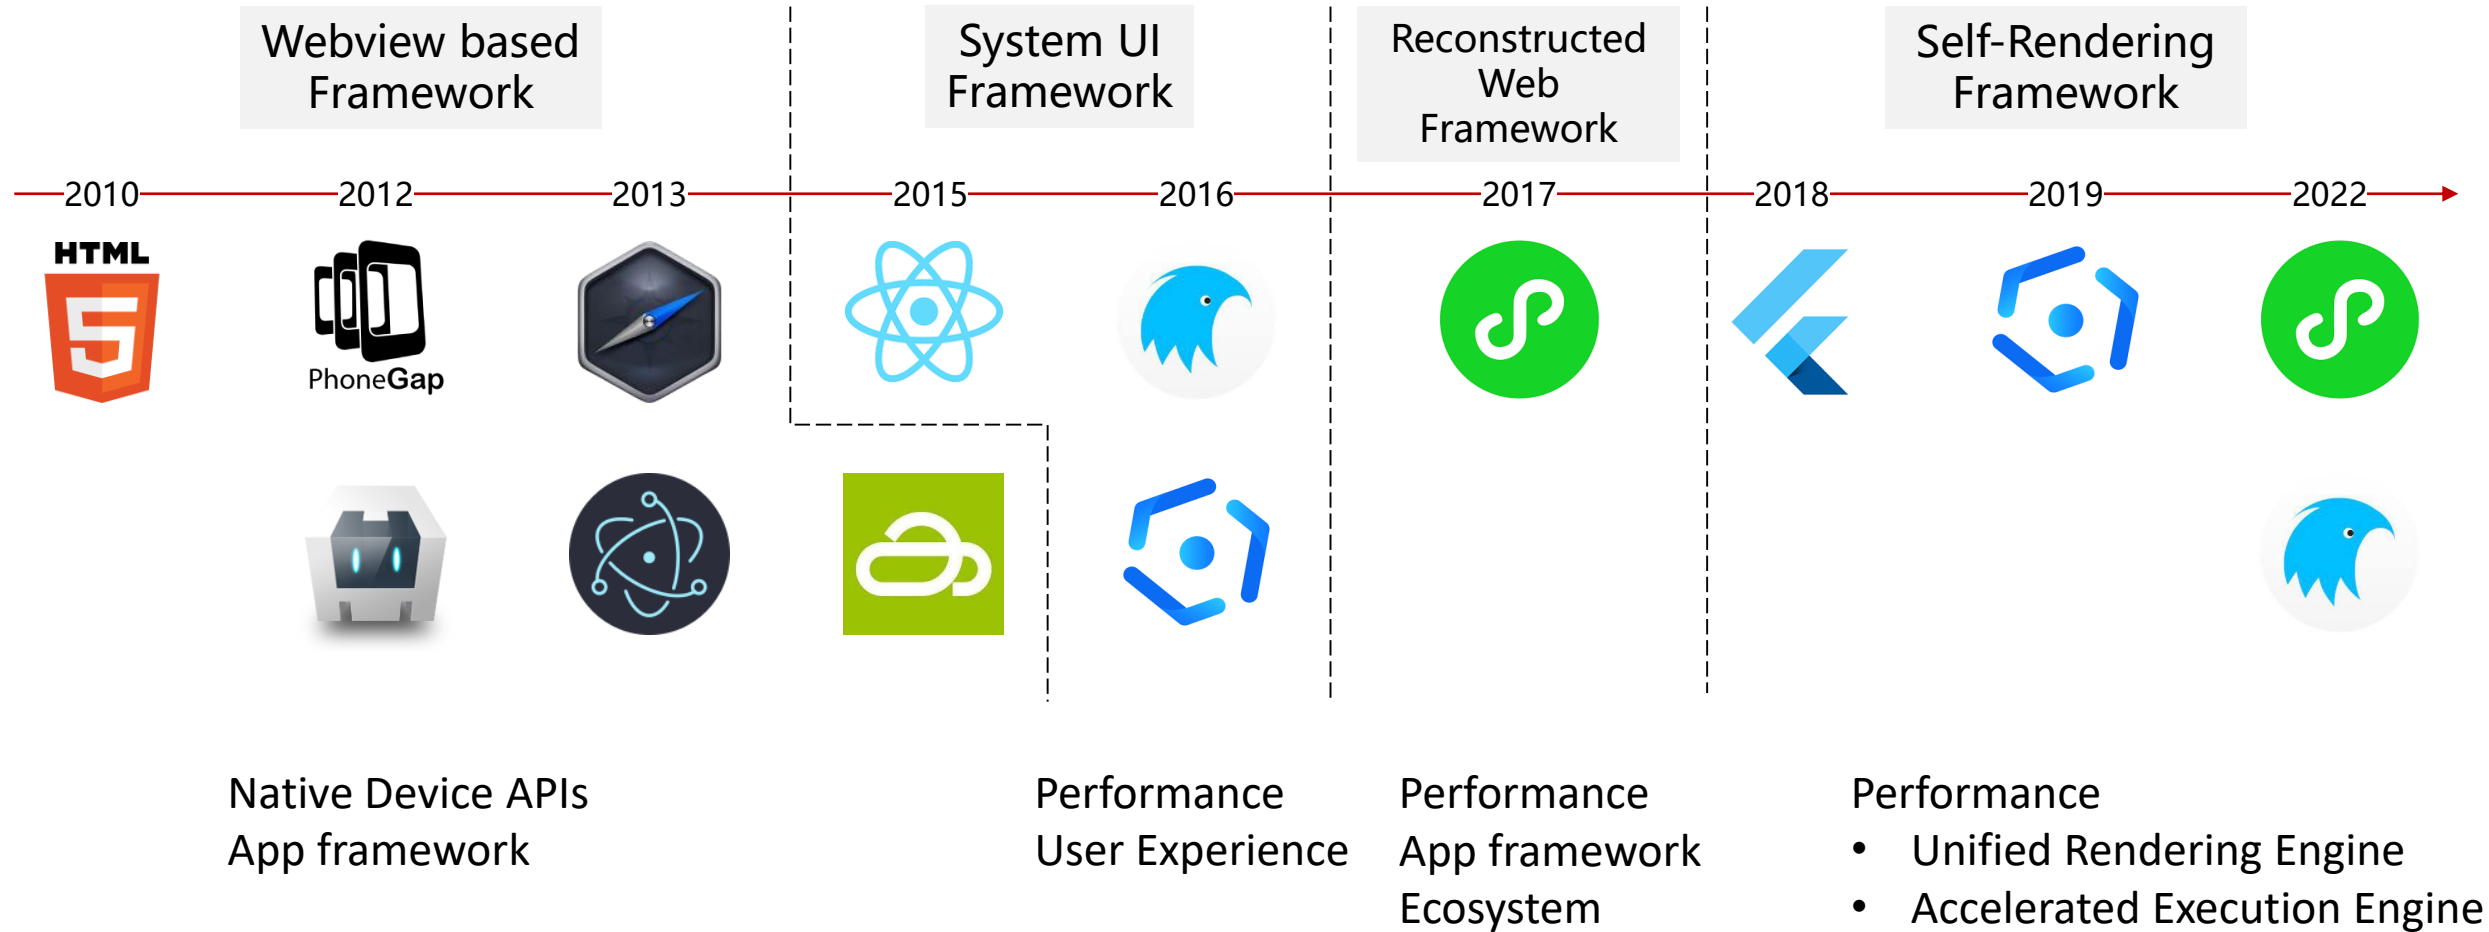 Webview based
Framework
System UI
Framework
Reconstructed
Web
Framework
Self-Rendering
Framework
2010
2012
2013
2015
2016
2017
2018
2019
2022
HTML
5
PhoneGap
Native Device APIs
App framework
Performance
User Experience
Performance
App framework
Ecosystem
Performance
• Unified Rendering Engine
• Accelerated Execution Engine